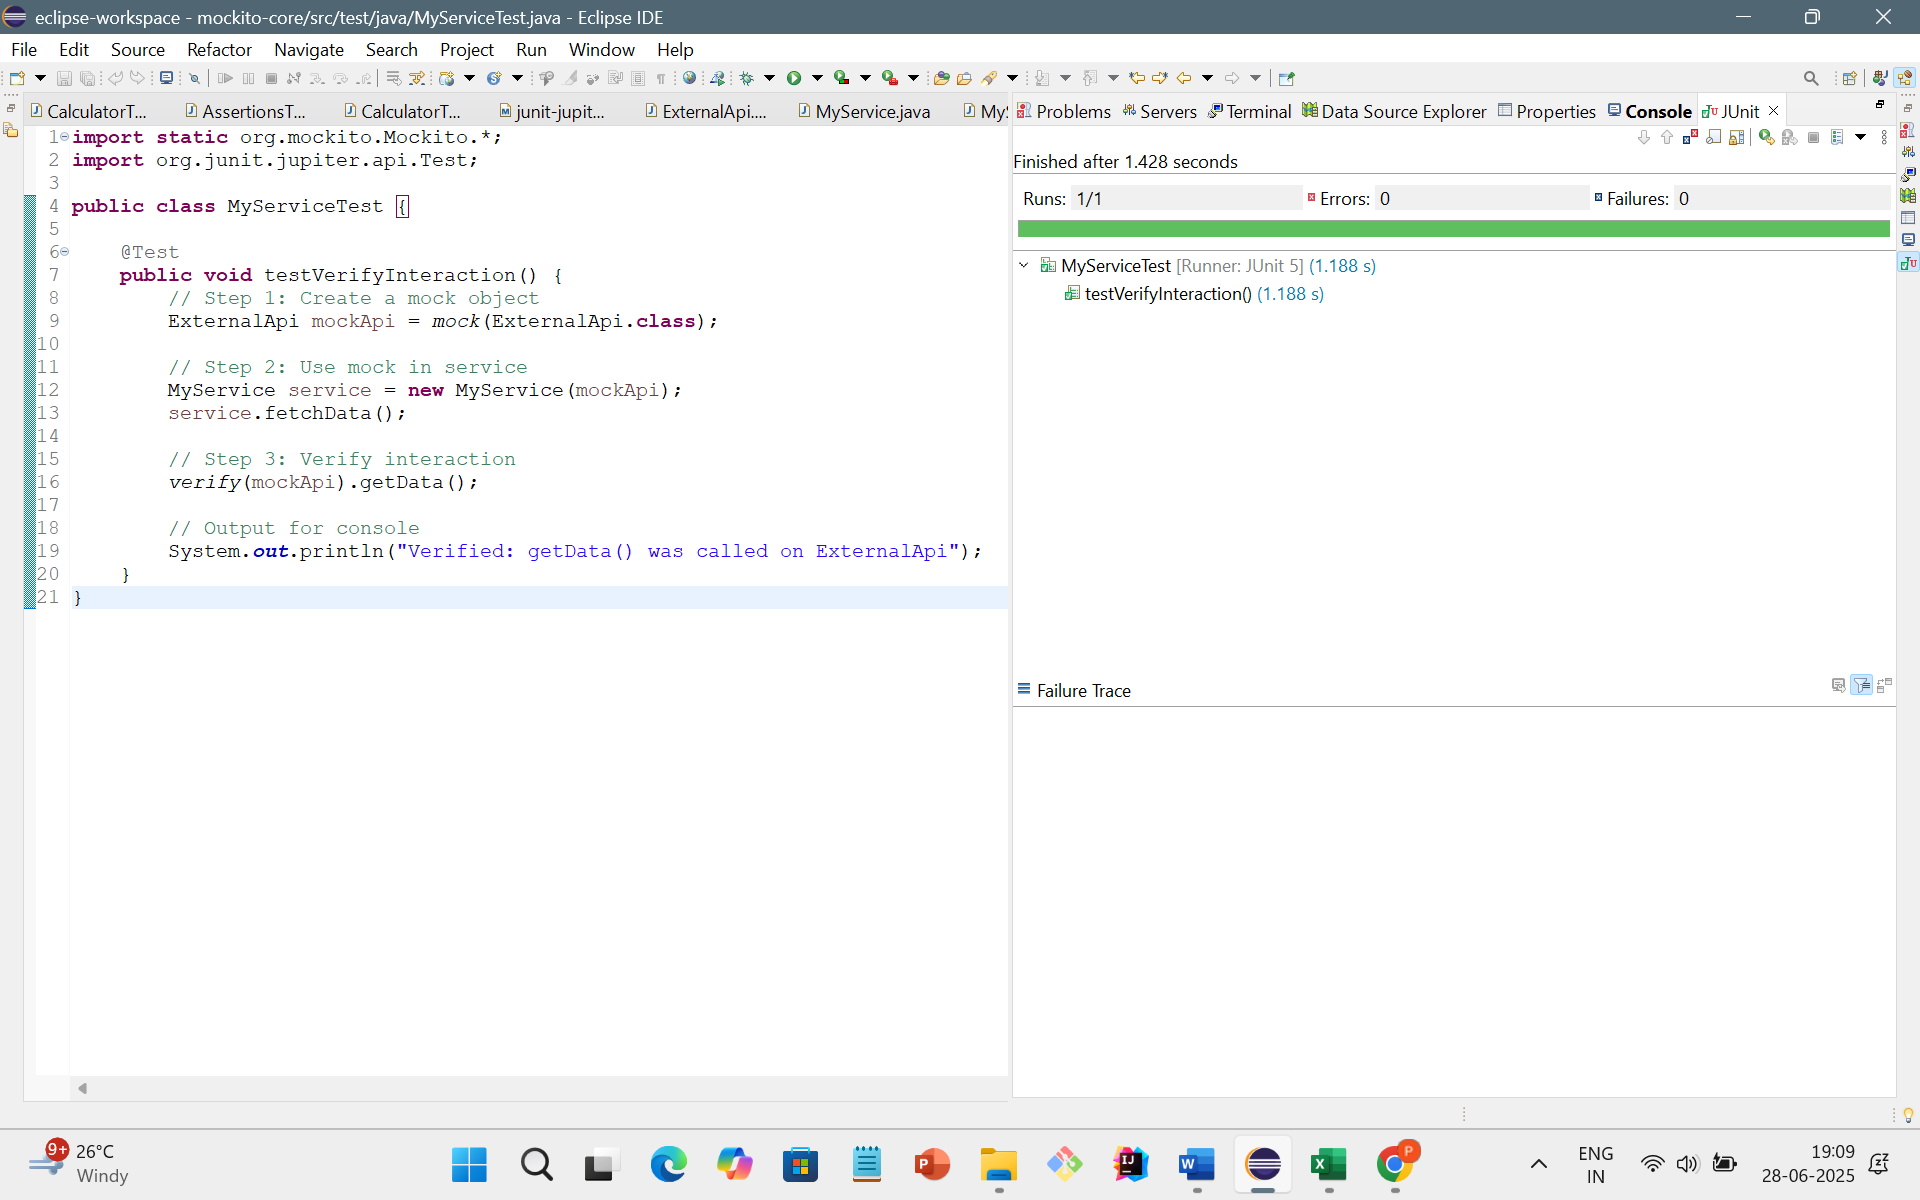 eclipse-workspace - mockito-core/src/test/java/MyServiceTest.java - Eclipse IDE
File Edit Source Refactor Navigate Search Project Run Window Help
CalculatorT... AssertionsT... CalculatorT... junit-jupit... ExternalApi.... MyService.java My
1 import static org.mockito.Mockito.*;
2 import org.junit.jupiter.api.Test;
3
4 public class MyServiceTest {
5
6     @Test
7     public void testVerifyInteraction() {
8         // Step 1: Create a mock object
9         ExternalApi mockApi = mock(ExternalApi.class);
10
11         // Step 2: Use mock in service
12         MyService service = new MyService(mockApi);
13         service.fetchData();
14
15         // Step 3: Verify interaction
16         verify(mockApi).getData();
17
18         // Output for console
19         System.out.println("Verified: getData() was called on ExternalApi");
20     }
21 }
Problems Servers Terminal Data Source Explorer Properties Console JUnit
Finished after 1.428 seconds
Runs: 1/1 Errors: 0 Failures: 0
MyServiceTest [Runner: JUnit 5] (1.188 s)
testVerifyInteraction() (1.188 s)
Failure Trace
9+ 26°C
Windy
ENG
IN
19:09
28-06-2025